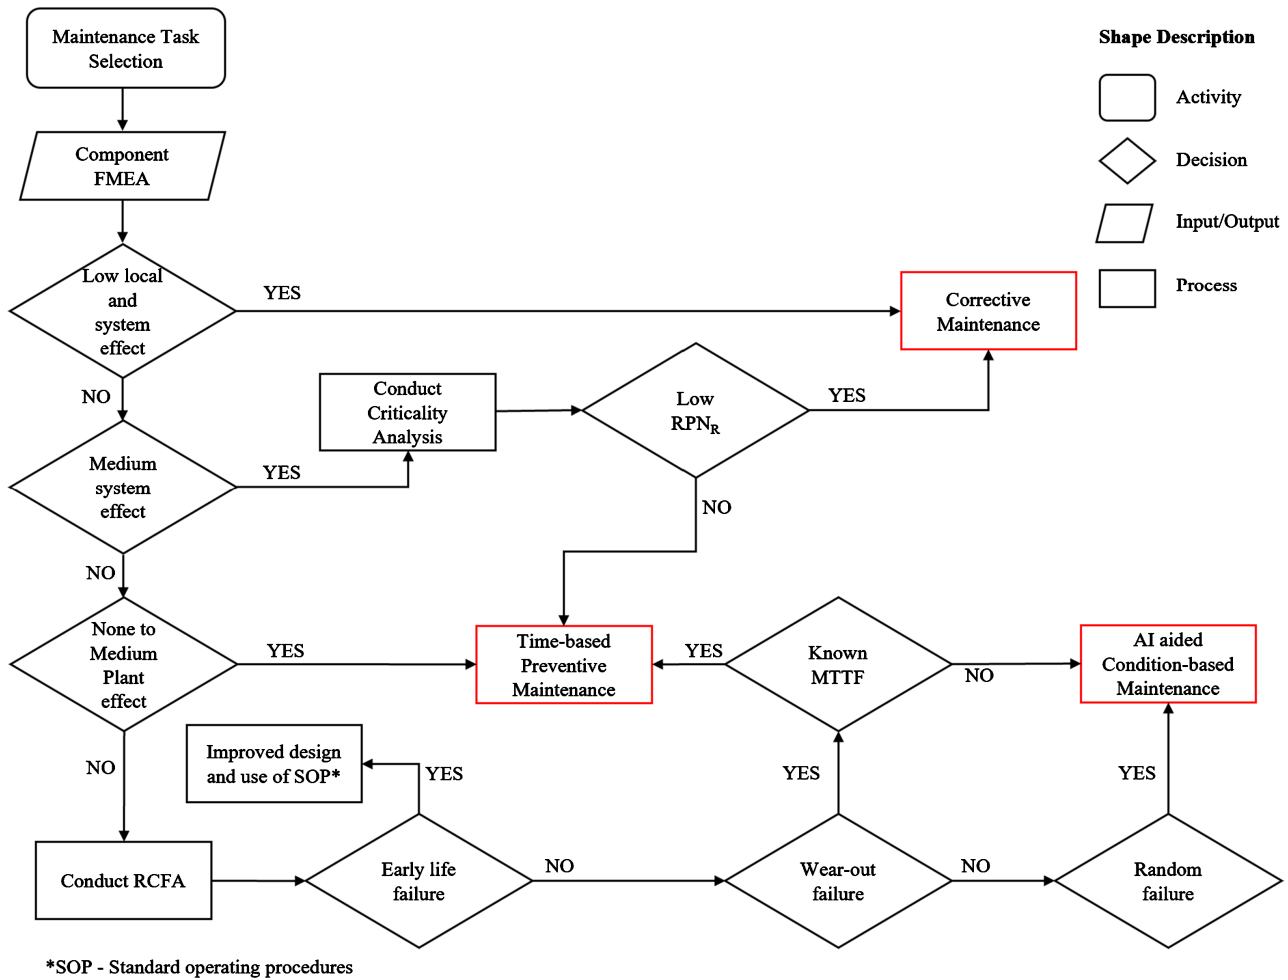 Maintenance Task
Selection
Shape Description
Activity
Component
FMEA
Decision
Input/Output
Process
Low local
and
system
effect
YES
Corrective
Maintenance
NO
Conduct
Criticality
Analysis
Low
RPNR
YES
Medium
system
effect
YES
NO
NO
None to
Medium
Plant
effect
YES
Time-based
Preventive
Maintenance
YES
Known
MTTF
NO
AI aided
Condition-based
Maintenance
NO
Improved design
and use of SOP*
YES
YES
YES
Conduct RCFA
Early life
failure
NO
Wear-out
failure
NO
Random
failure
*SOP - Standard operating procedures